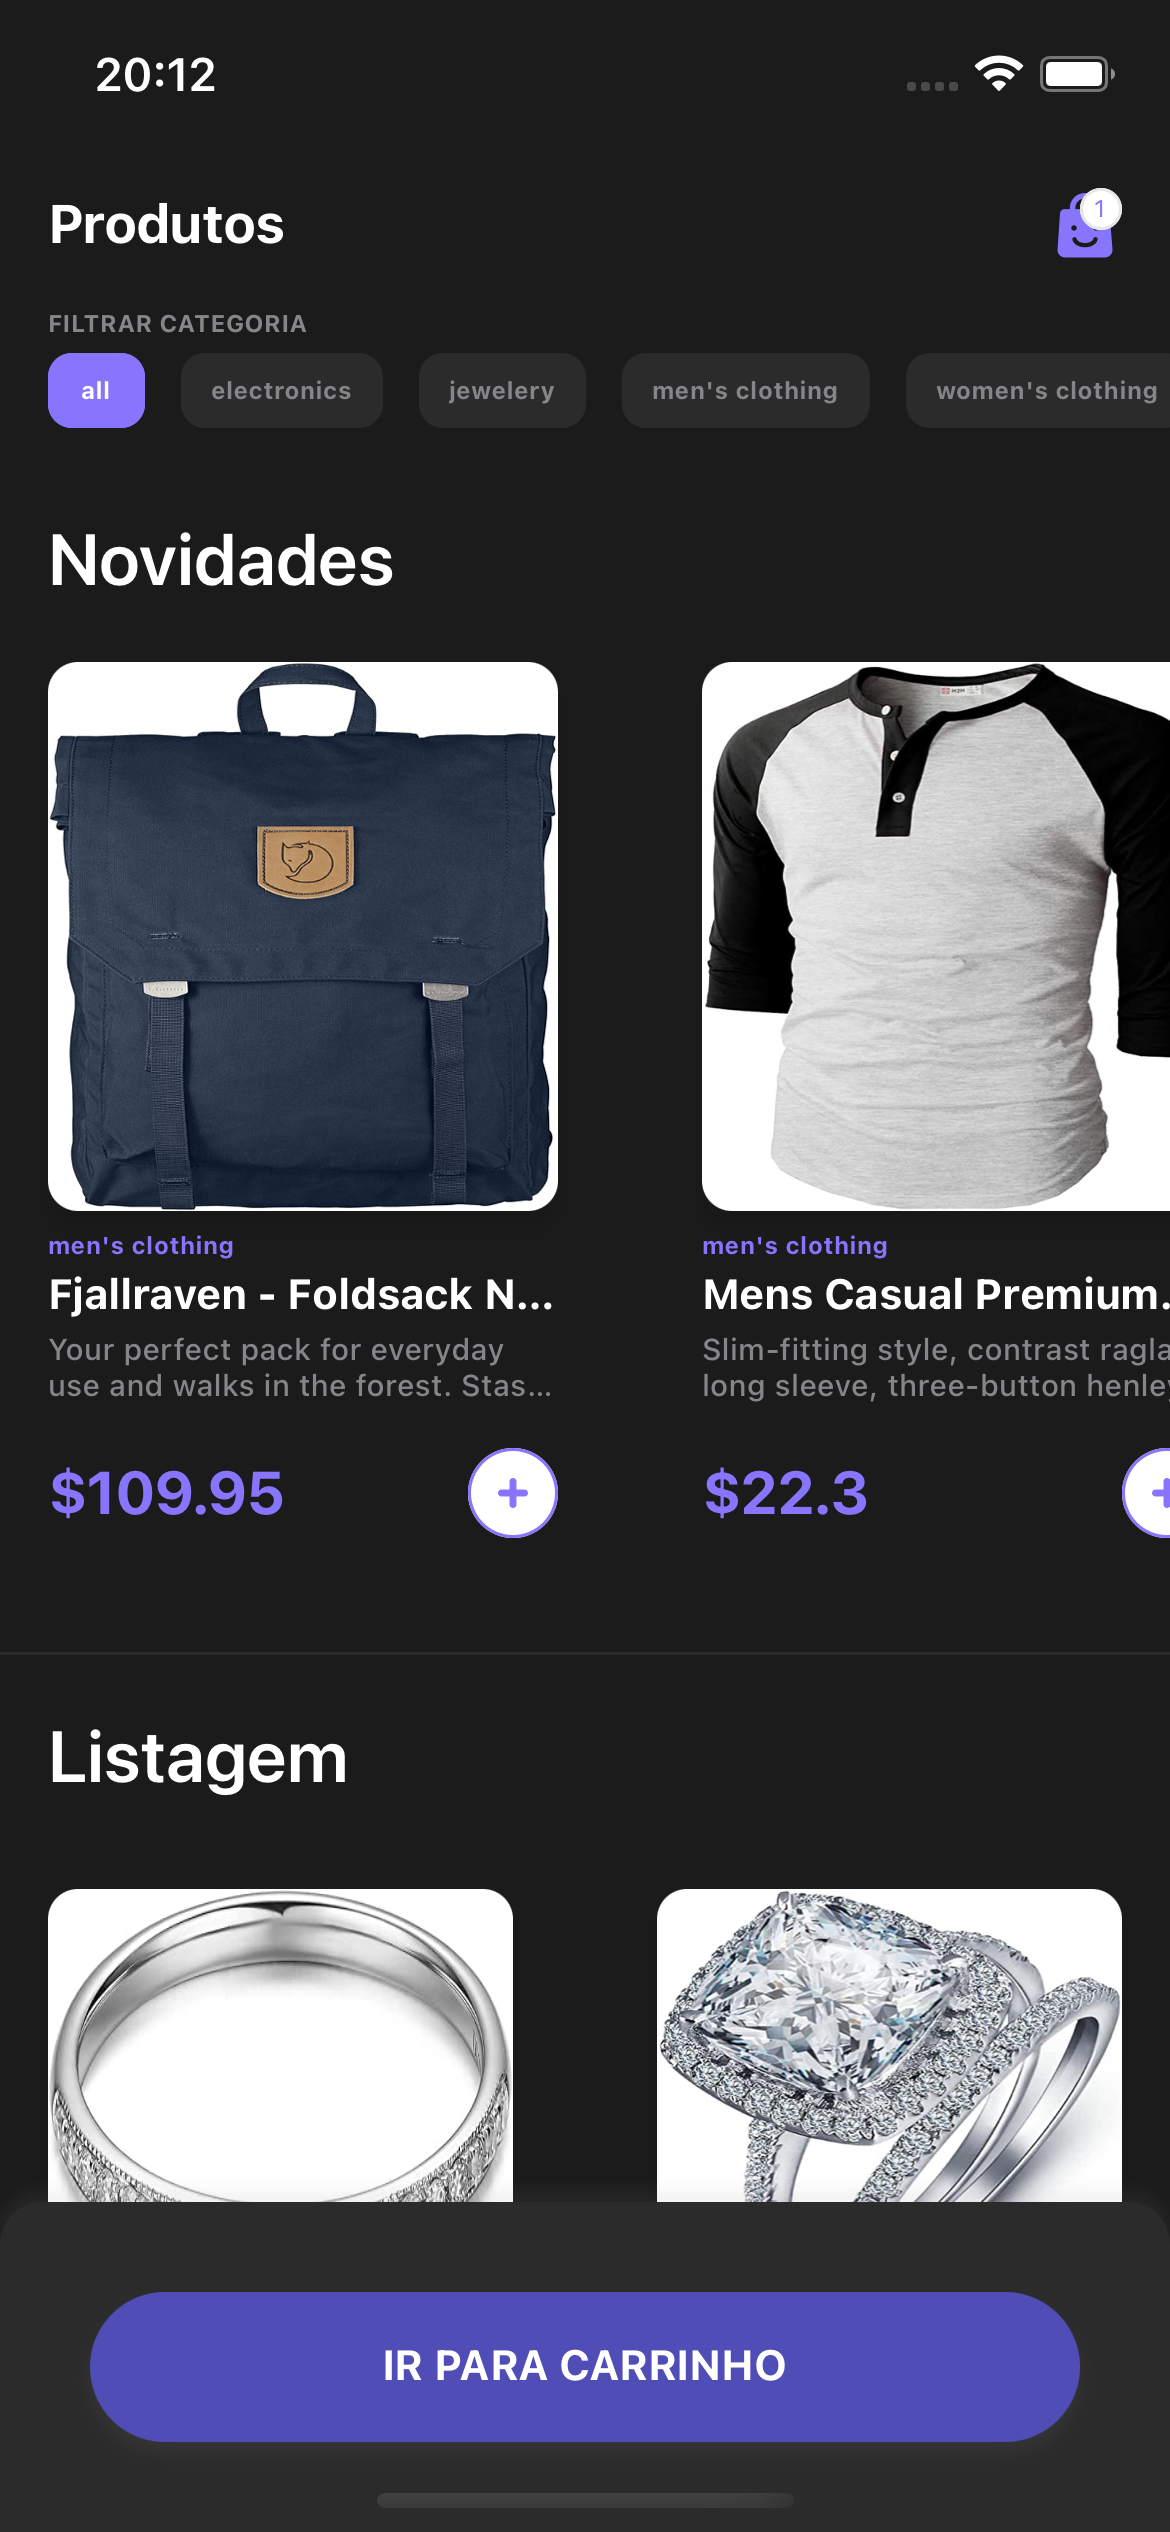 20:12
Produtos
1
FILTRAR CATEGORIA
all
electronics
jewelery
men's clothing
women's clothing
Novidades
men's clothing
Fjallraven - Foldsack N...
Your perfect pack for everyday
use and walks in the forest. Stas...
$109.95
men's clothing
Mens Casual Premium.
Slim-fitting style, contrast ragla
long sleeve, three-button henley
$22.3
Listagem
IR PARA CARRINHO